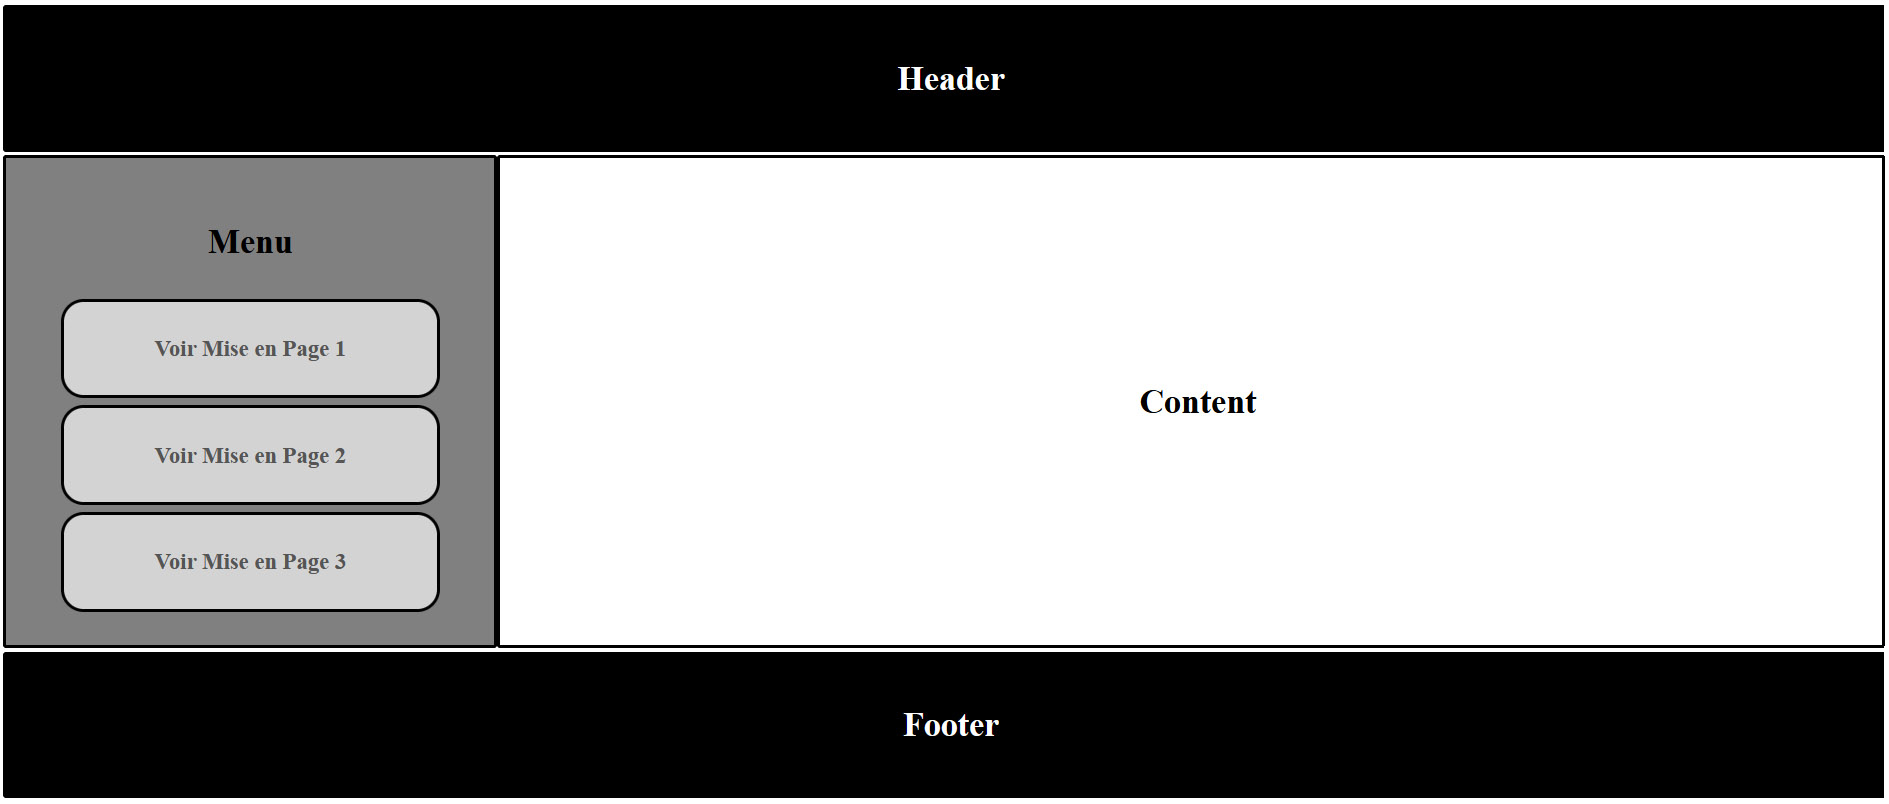 Header
Menu
Voir Mise en Page 1
Voir Mise en Page 2
Voir Mise en Page 3
Content
Footer